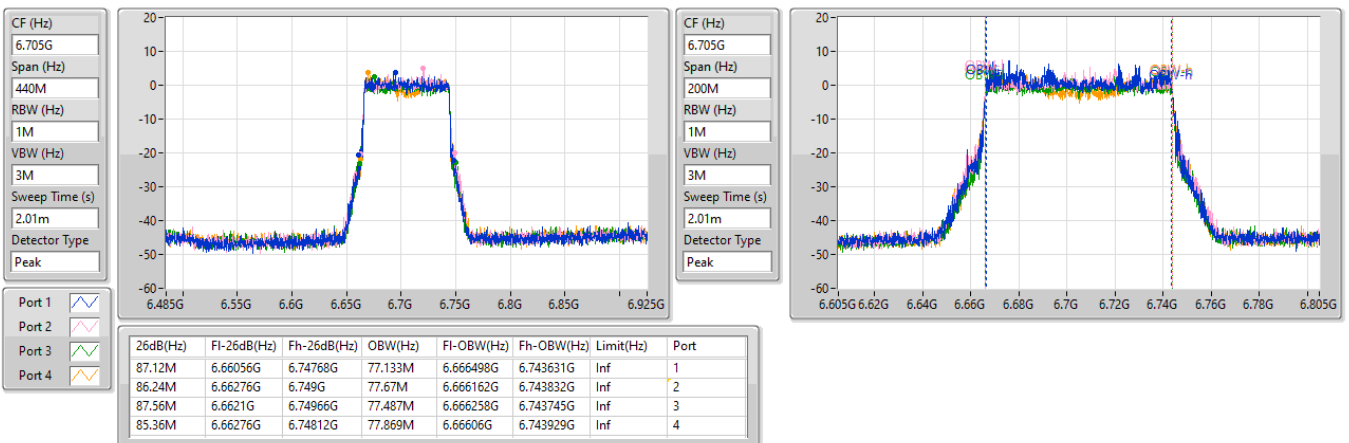 CF (Hz)
6.705G
Span (Hz)
440M
RBW (Hz)
1M
VBW (Hz)
3M
Sweep Time (s)
2.01m
Detector Type
Peak
20
10
0
-10
-20
-30
-40
-50
-60
6.485G 6.55G 6.6G 6.65G 6.7G 6.75G 6.8G 6.85G 6.925G
CF (Hz)
6.705G
Span (Hz)
200M
RBW (Hz)
1M
VBW (Hz)
3M
Sweep Time (s)
2.01m
Detector Type
Peak
20
10
0
-10
-20
-30
-40
-50
-60
OBW-h
6.605G 6.62G 6.64G 6.66G 6.68G 6.7G 6.72G 6.74G 6.76G 6.78G 6.805G
Port 1
Port 2
Port 3
Port 4
26dB(Hz) Fl-26dB(Hz) Fh-26dB(Hz) OBW(Hz) Fl-OBW(Hz) Fh-OBW(Hz) Limit(Hz) Port
87.12M 6.66056G 6.74768G 77.133M 6.666498G 6.743631G Inf 1
86.24M 6.66276G 6.749G 77.67M 6.666162G 6.743832G Inf 2
87.56M 6.6621G 6.74966G 77.487M 6.666258G 6.743745G Inf 3
85.36M 6.66276G 6.74812G 77.869M 6.66606G 6.743929G Inf 4